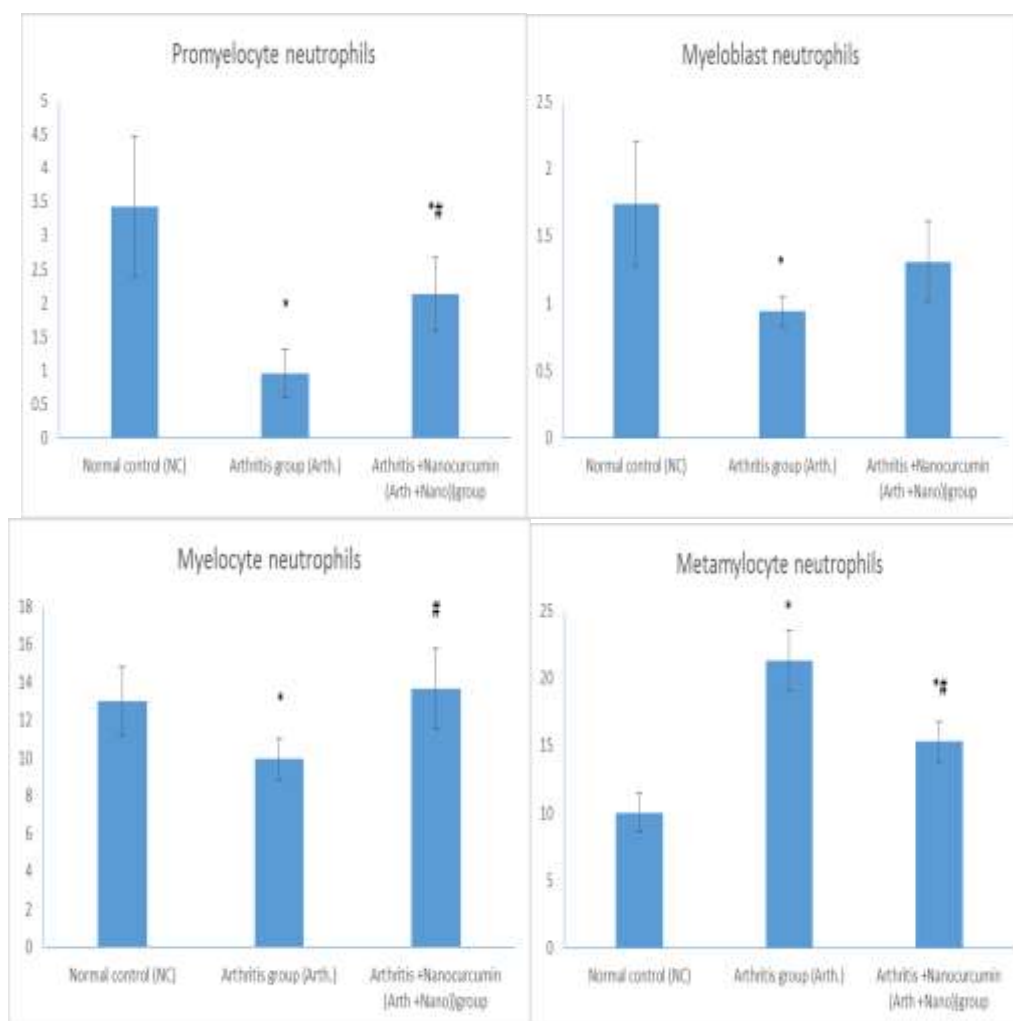 Promyelocyte neutrophils
5
4.5
4
3.5
3
2.5
2
1.5
1
0.5
0
*
*#
Normal control (NC)
Arthritis group (Arth.)
Arthritis +Nanocurcumin
(Arth +Nano))group
Myeloblast neutrophils
2.5
2
1.5
1
0.5
0
*
Normal control (NC)
Arthritis group (Arth.)
Arthritis +Nanocurcumin
(Arth +Nano))group
Myelocyte neutrophils
18
16
14
12
10
8
6
4
2
0
*
#
Normal control (NC)
Arthritis group (Arth.)
Arthritis +Nanocurcumin
(Arth +Nano))group
Metamylocyte neutrophils
25
20
15
10
5
0
*
*#
Normal control (NC)
Arthritis group (Arth.)
Arthritis +Nanocurcumin
(Arth +Nano))group